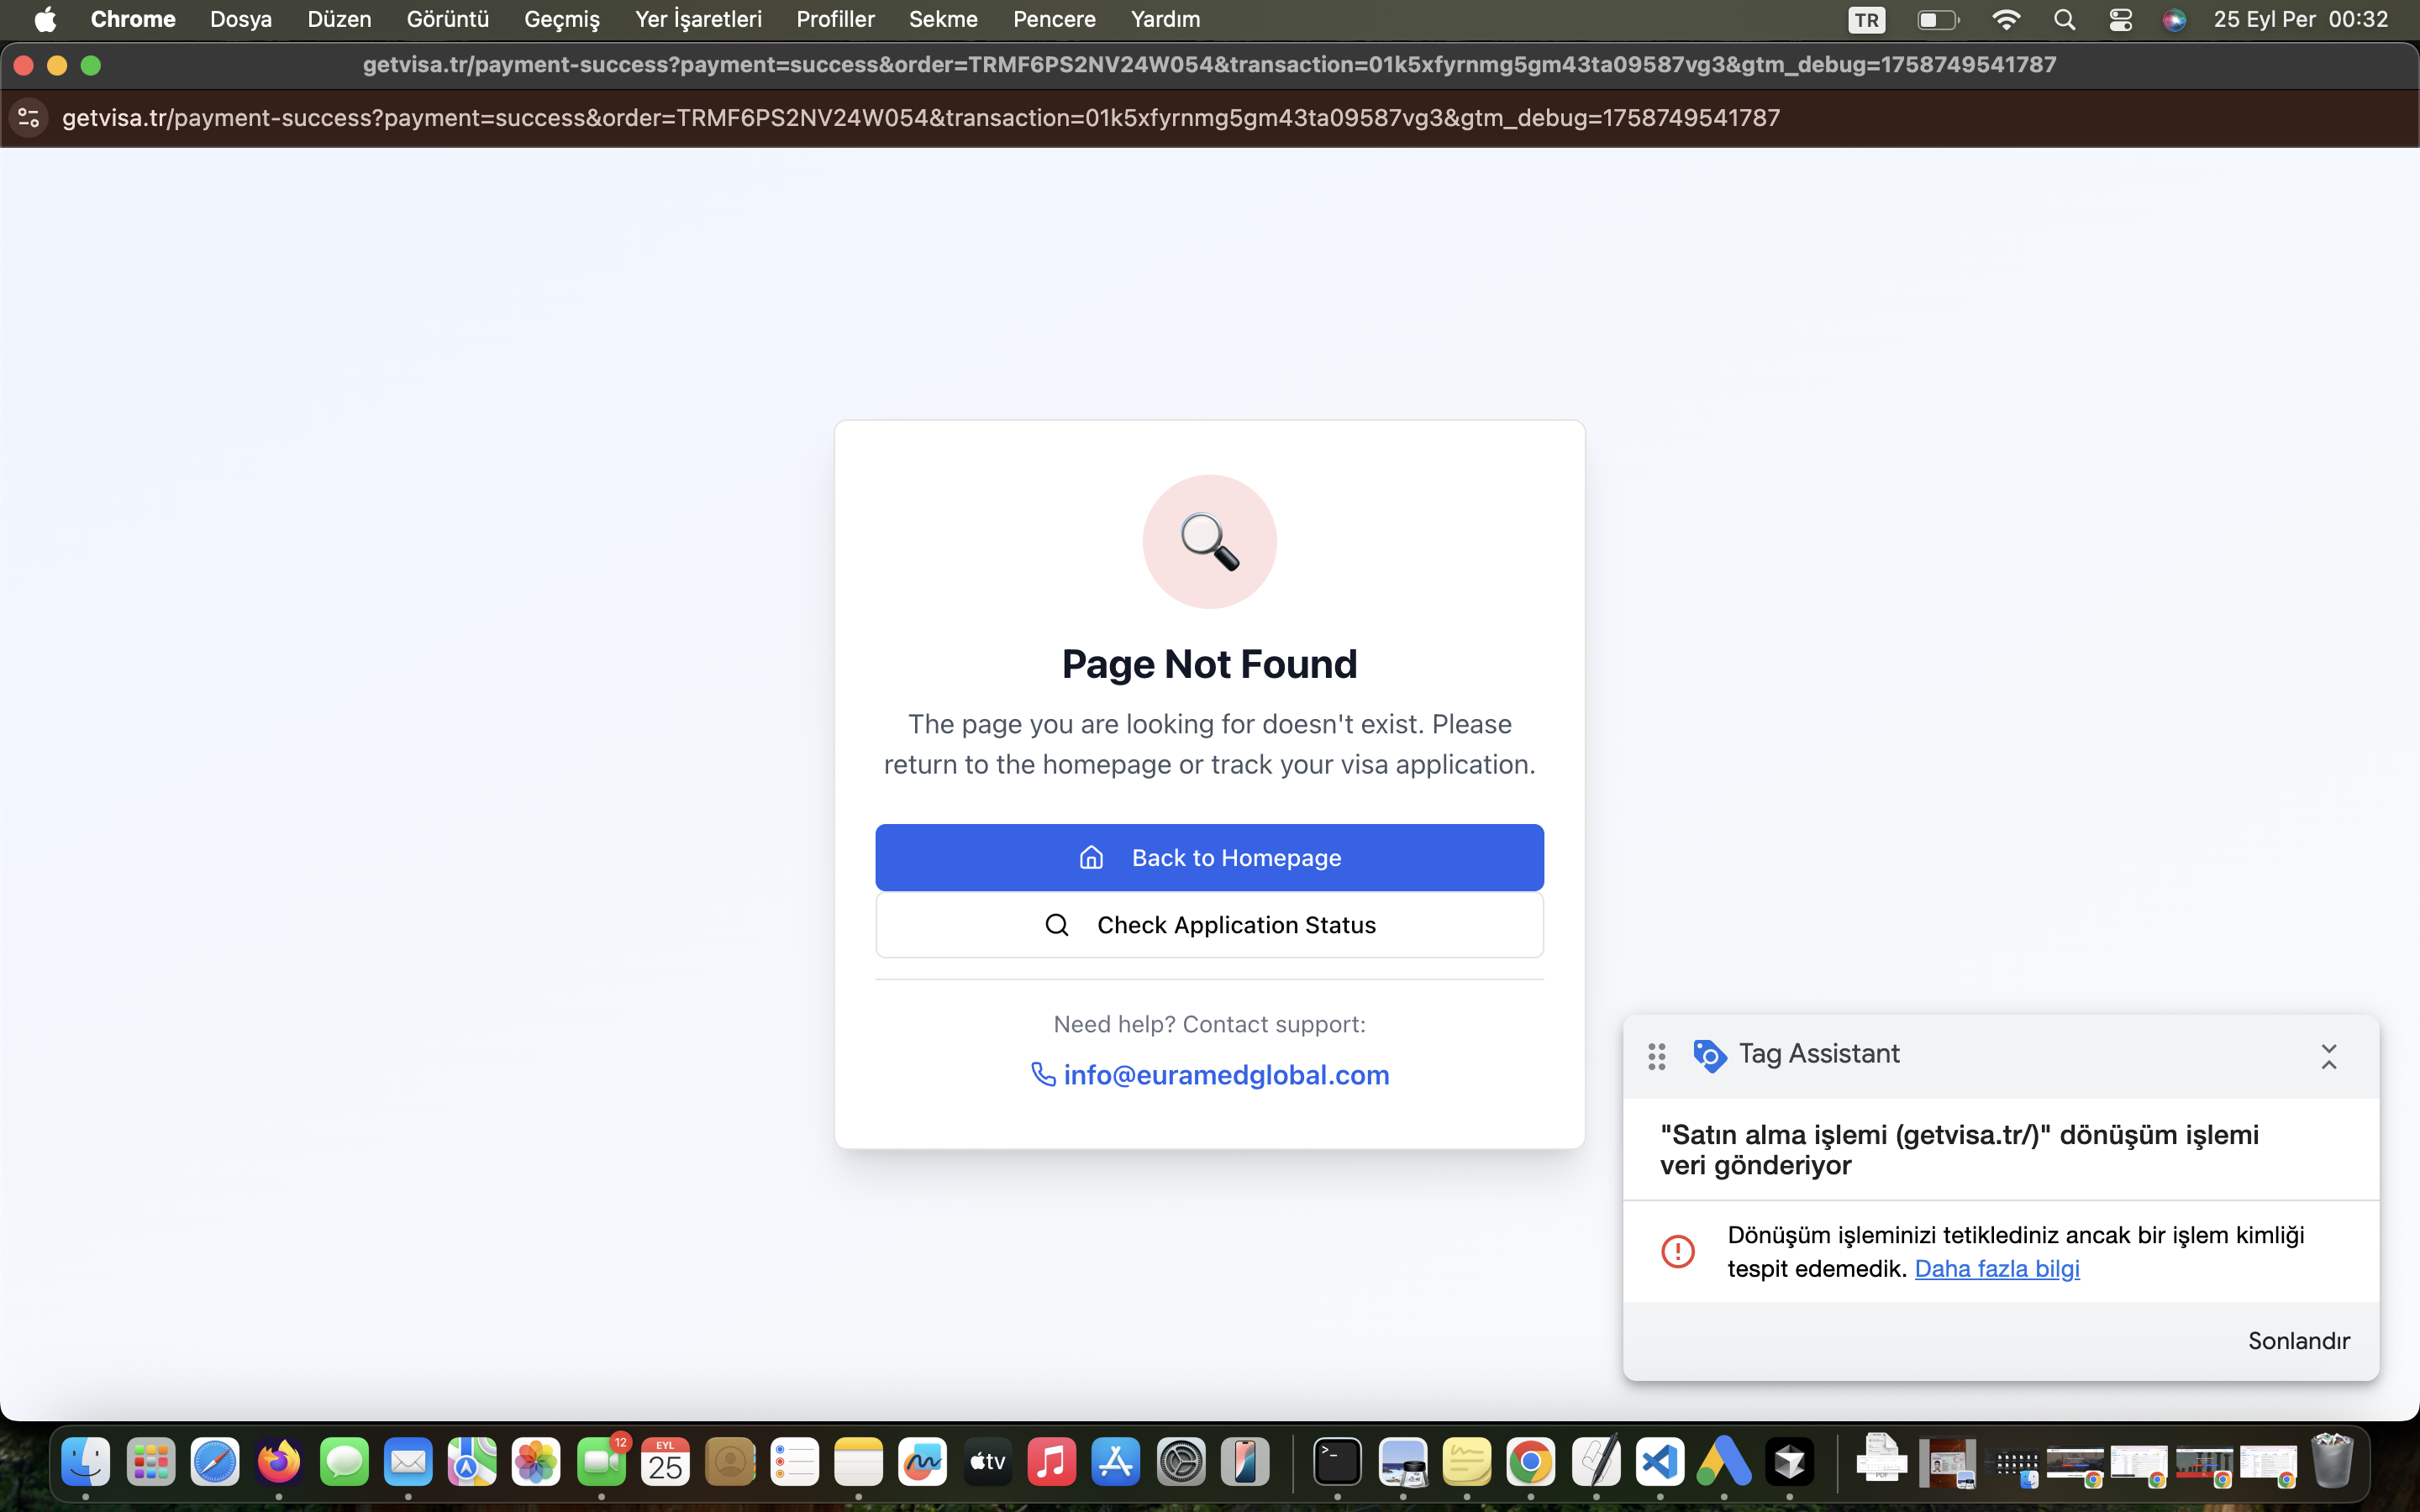 Chrome Dosya Düzen Görüntü Geçmiş Yer İşaretleri Profiller Sekme Pencere Yardım TR 25 Eyl Per 00:32
getvisa.tr/payment-success?payment=success&order=TRMF6PS2NV24W054&transaction=01k5xfyrnmg5gm43ta09587vg3&gtm_debug=1758749541787
getvisa.tr/payment-success?payment=success&order=TRMF6PS2NV24W054&transaction=01k5xfyrnmg5gm43ta09587vg3&gtm_debug=1758749541787
Page Not Found
The page you are looking for doesn't exist. Please
return to the homepage or track your visa application.
Back to Homepage
Check Application Status
Need help? Contact support:
info@euramedglobal.com
Tag Assistant
"Satın alma işlemi (getvisa.tr/)" dönüşüm işlemi
veri gönderiyor
Dönüşüm işleminizi tetiklediniz ancak bir işlem kimliği
tespit edemedik. Daha fazla bilgi
Sonlandır
12
EYL
25
tv
PDF